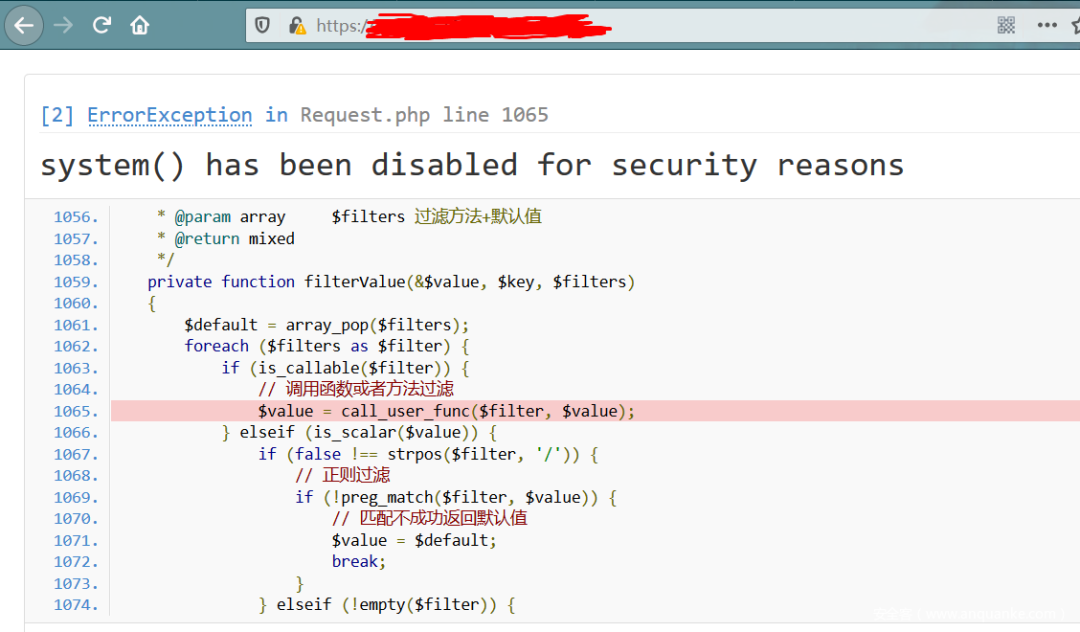 https:/
[2] ErrorException in Request.php line 1065
system() has been disabled for security reasons
1056. * @param array $filters 过滤方法+默认值
1057. * @return mixed
1058. */
1059. private function filterValue(&$value, $key, $filters)
1060. {
1061. $default = array_pop($filters);
1062. foreach ($filters as $filter) {
1063. if (is_callable($filter)) {
1064. // 调用函数或者方法过滤
1065. $value = call_user_func($filter, $value);
1066. } elseif (is_scalar($value)) {
1067. if (false !== strpos($filter, '/')) {
1068. // 正则过滤
1069. if (!preg_match($filter, $value)) {
1070. // 匹配不成功返回默认值
1071. $value = $default;
1072. break;
1073. }
1074. } elseif (!empty($filter)) {